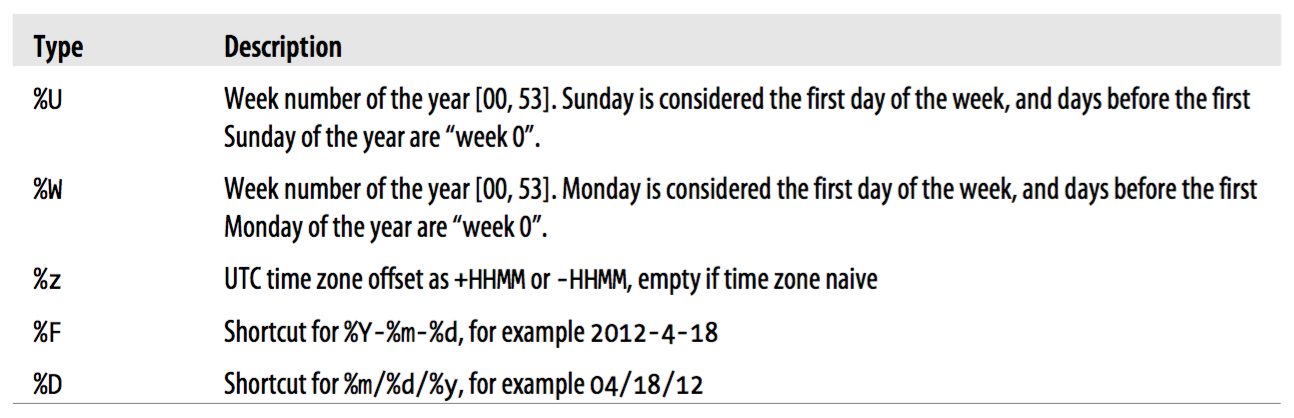 Type Description
%U Week number of the year [00, 53]. Sunday is considered the first day of the week, and days before the first
Sunday of the year are “week 0”.
%W Week number of the year [00, 53]. Monday is considered the first day of the week, and days before the first
Monday of the year are “week 0”.
%z UTC time zone offset as +HHMM or -HHMM, empty if time zone naive
%F Shortcut for %Y-%m-%d, for example 2012-4-18
%D Shortcut for %m/%d/%y, for example 04/18/12